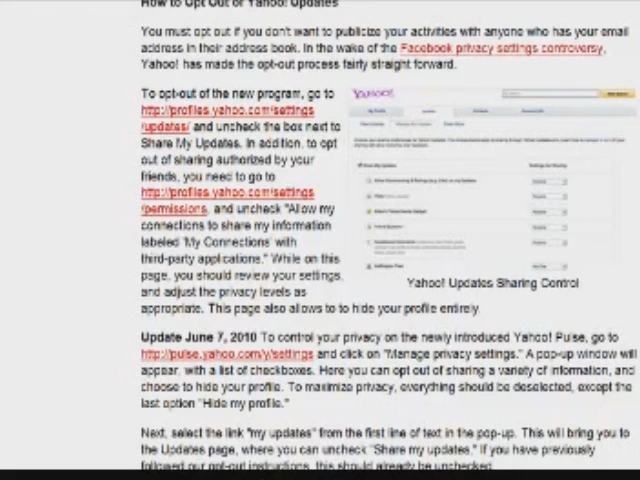 How to Opt Out of Yahoo! Updates
You must opt out if you don't want to publicize your activities with anyone who has your email
address in their address book. In the wake of the Facebook privacy settings controversy,
Yahoo! has made the opt-out process fairly straight forward.
To opt-out of the new program, go to
http://profiles.yahoo.com/settings
/updates/ and uncheck the box next to
Share My Updates. In addition, to opt
out of sharing authorized by your
friends, you need to go to
http://profiles.yahoo.com/settings
/permissions, and uncheck "Allow my
connections to share my information
labeled 'My Connections' with
third-party applications." While on this
page, you should review your settings,
and adjust the privacy levels as
appropriate. This page also allows to to hide your profile entirely.
YAHOO!
Yahoo! Updates Sharing Control
Update June 7, 2010 To control your privacy on the newly introduced Yahoo! Pulse, go to
http://pulse.yahoo.com/y/settings and click on "Manage privacy settings." A pop-up window will
appear, with a list of checkboxes. Here you can opt out of sharing a variety of information, and
choose to hide your profile. To maximize privacy, everything should be deselected, except the
last option "Hide my profile."
Next, select the link "my updates" from the first line of text in the pop-up. This will bring you to
the Updates page, where you can uncheck "Share my updates." If you have previously
followed our opt-out instructions, this should already be unchecked.